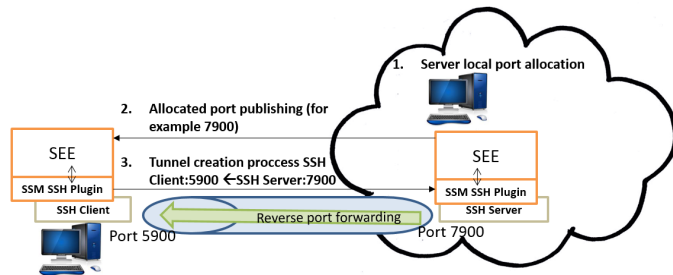 1. Server local port allocation
2. Allocated port publishing (for
example 7900)
3. Tunnel creation proccess SSH
Client:5900 ←SSH Server:7900
SEE
SSM SSH Plugin
SSH Client
Port 5900
SEE
SSM SSH Plugin
SSH Server
Port 7900
Reverse port forwarding